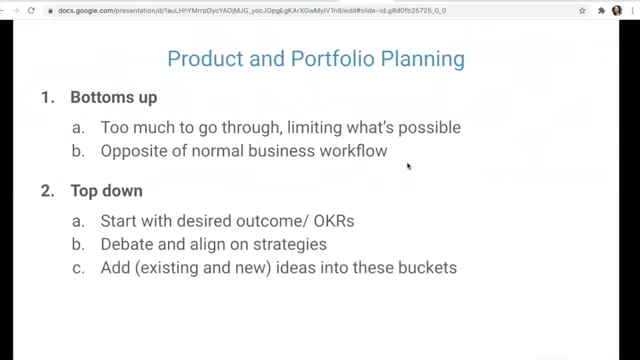 docs.google.com/presentation/d/1auLHhYMrrpDycYAOjMJG_yocJGpgEgKArXGwMylVTn8/edit#slide=id.g8d0fb25725_0_0
Product and Portfolio Planning
1. Bottoms up
a. Too much to go through, limiting what's possible
b. Opposite of normal business workflow
2. Top down
a. Start with desired outcome/ OKRs
b. Debate and align on strategies
c. Add (existing and new) ideas into these buckets